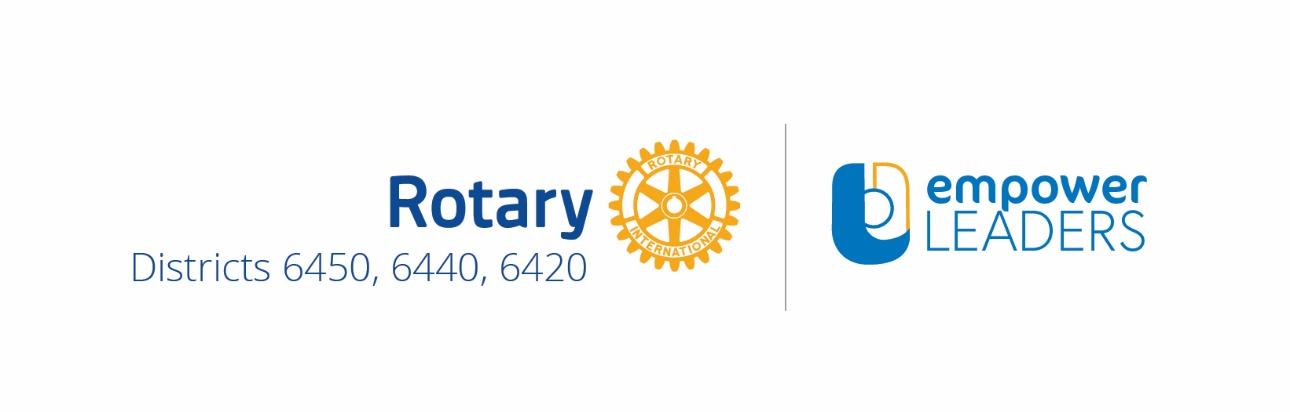 Rotary
Districts 6450, 6440, 6420
ROTARY
INTERNATIONAL
empower
LEADERS